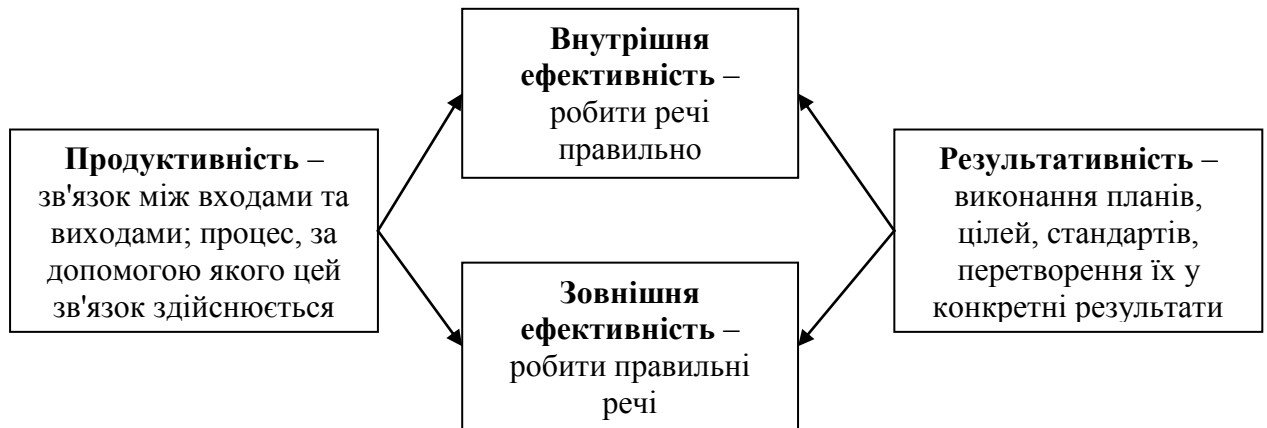 Внутрішня
ефективність –
робити речі
правильно
Продуктивність –
зв'язок між входами та
виходами; процес, за
допомогою якого цей
зв'язок здійснюється
Результативність –
виконання планів,
цілей, стандартів,
перетворення їх у
конкретні результати
Зовнішня
ефективність –
робити правильні
речі